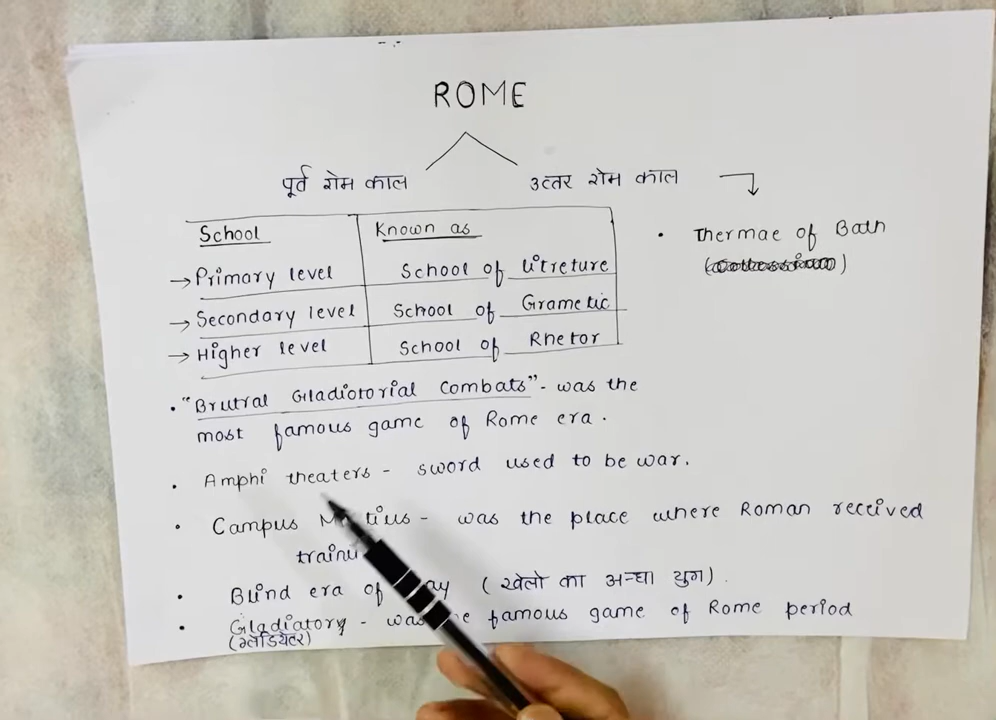 ROME
पूर्व रोम काल
उत्तर रोम काल
School
Known as
→ Primary level
School of litreture
→ Secondary level
School of Grametic
→ Higher level
School of Rhetor
• Thermae of Bath
• "Brutral Gladiotorial Combats" - was the
most famous game of Rome era.
• Amphi theaters - sword used to be war.
• Campus - was the place where Roman received
• Blind era of (खेलो का अन्धा युग).
• Gladiatory - famous game of Rome period
(ग्लेडियेटर)